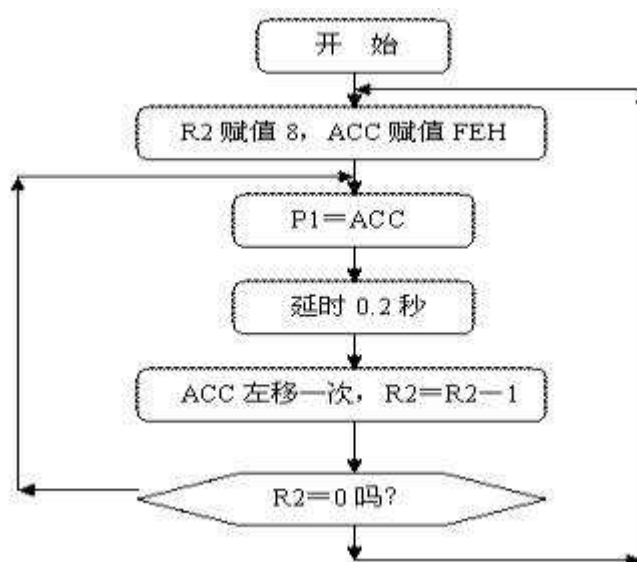 开 始
R2 赋值 8，ACC 赋值 FEH
P1＝ACC
延时 0.2 秒
ACC 左移一次，R2＝R2－1
R2＝0 吗?